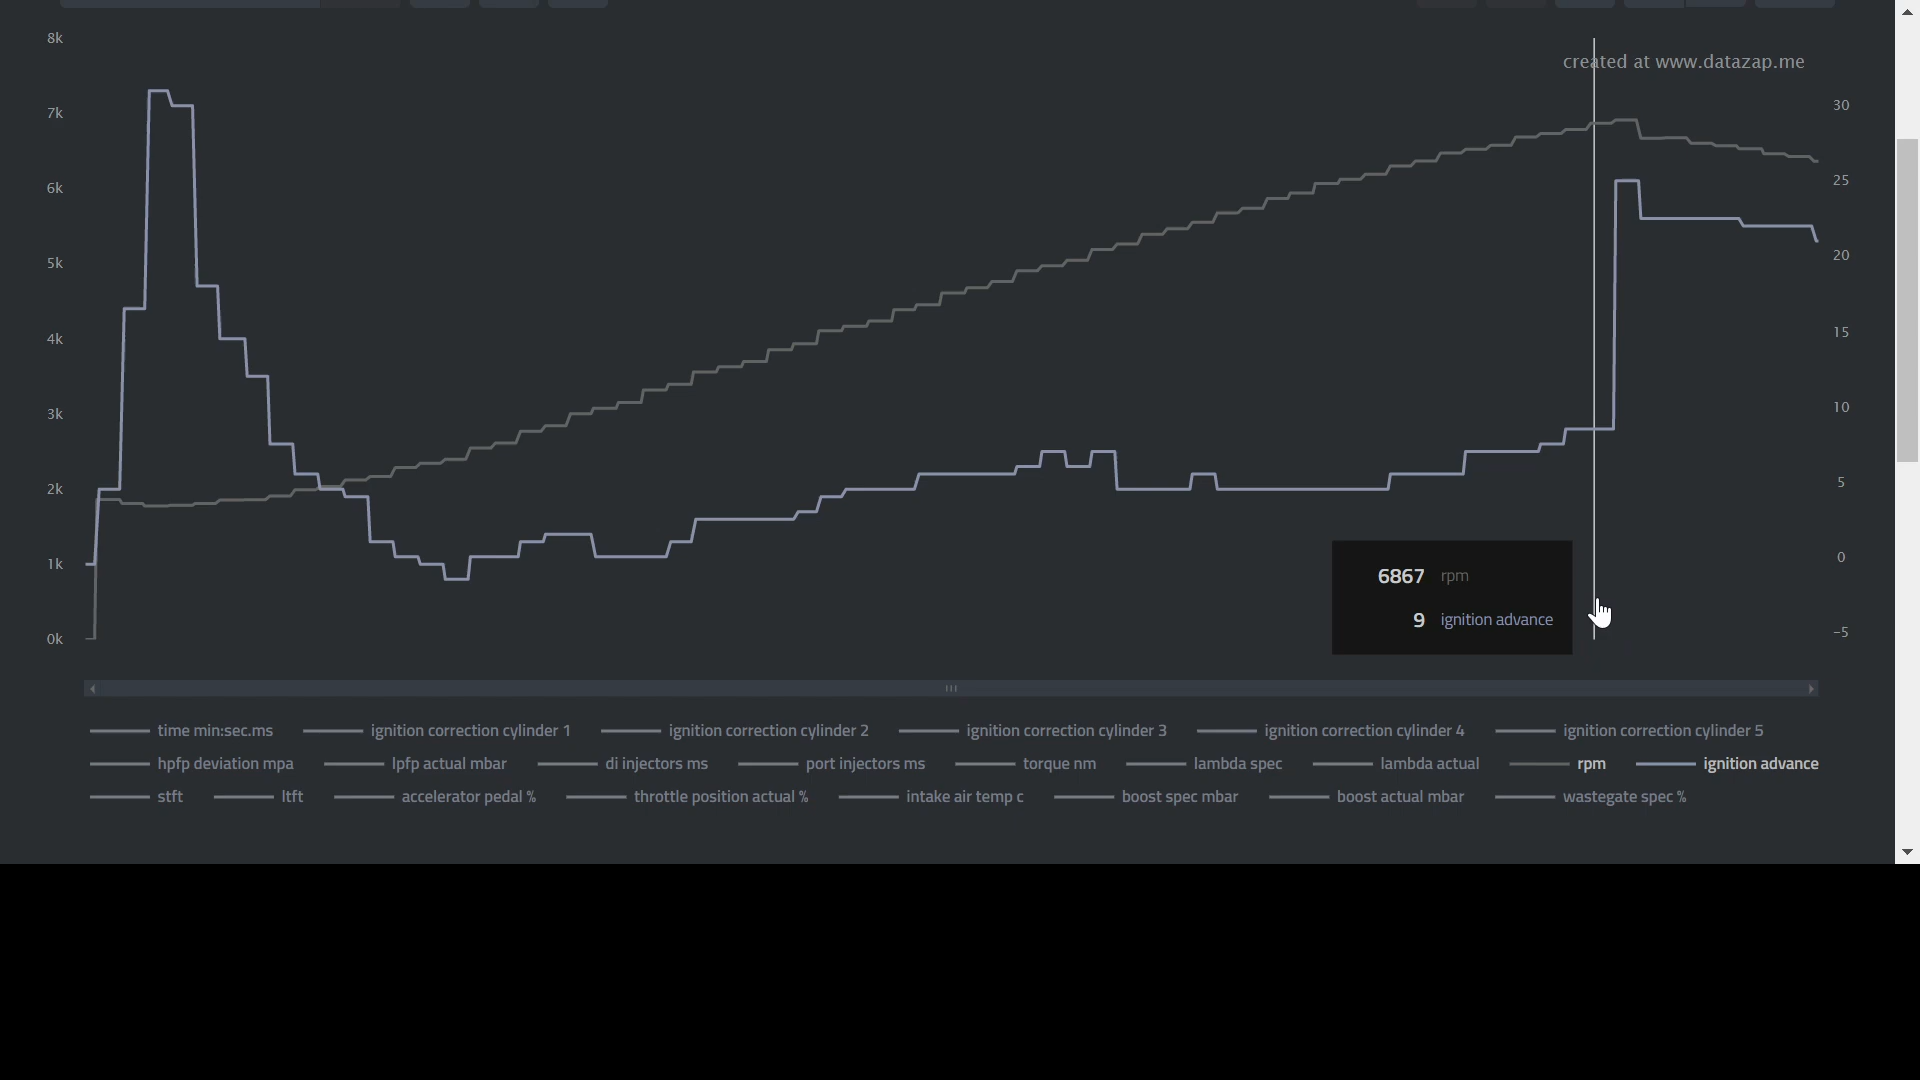 8k
created at www.datazap.me
7k
30
6k
25
5k
20
4k
15
3k
10
2k
5
1k
0
0k
-5
6867 rpm
9 ignition advance
time min:sec.ms ignition correction cylinder 1 ignition correction cylinder 2 ignition correction cylinder 3 ignition correction cylinder 4 ignition correction cylinder 5
hpfp deviation mpa lpfp actual mbar di injectors ms port injectors ms torque nm lambda spec lambda actual rpm ignition advance
stft ltft accelerator pedal % throttle position actual % intake air temp c boost spec mbar boost actual mbar wastegate spec %